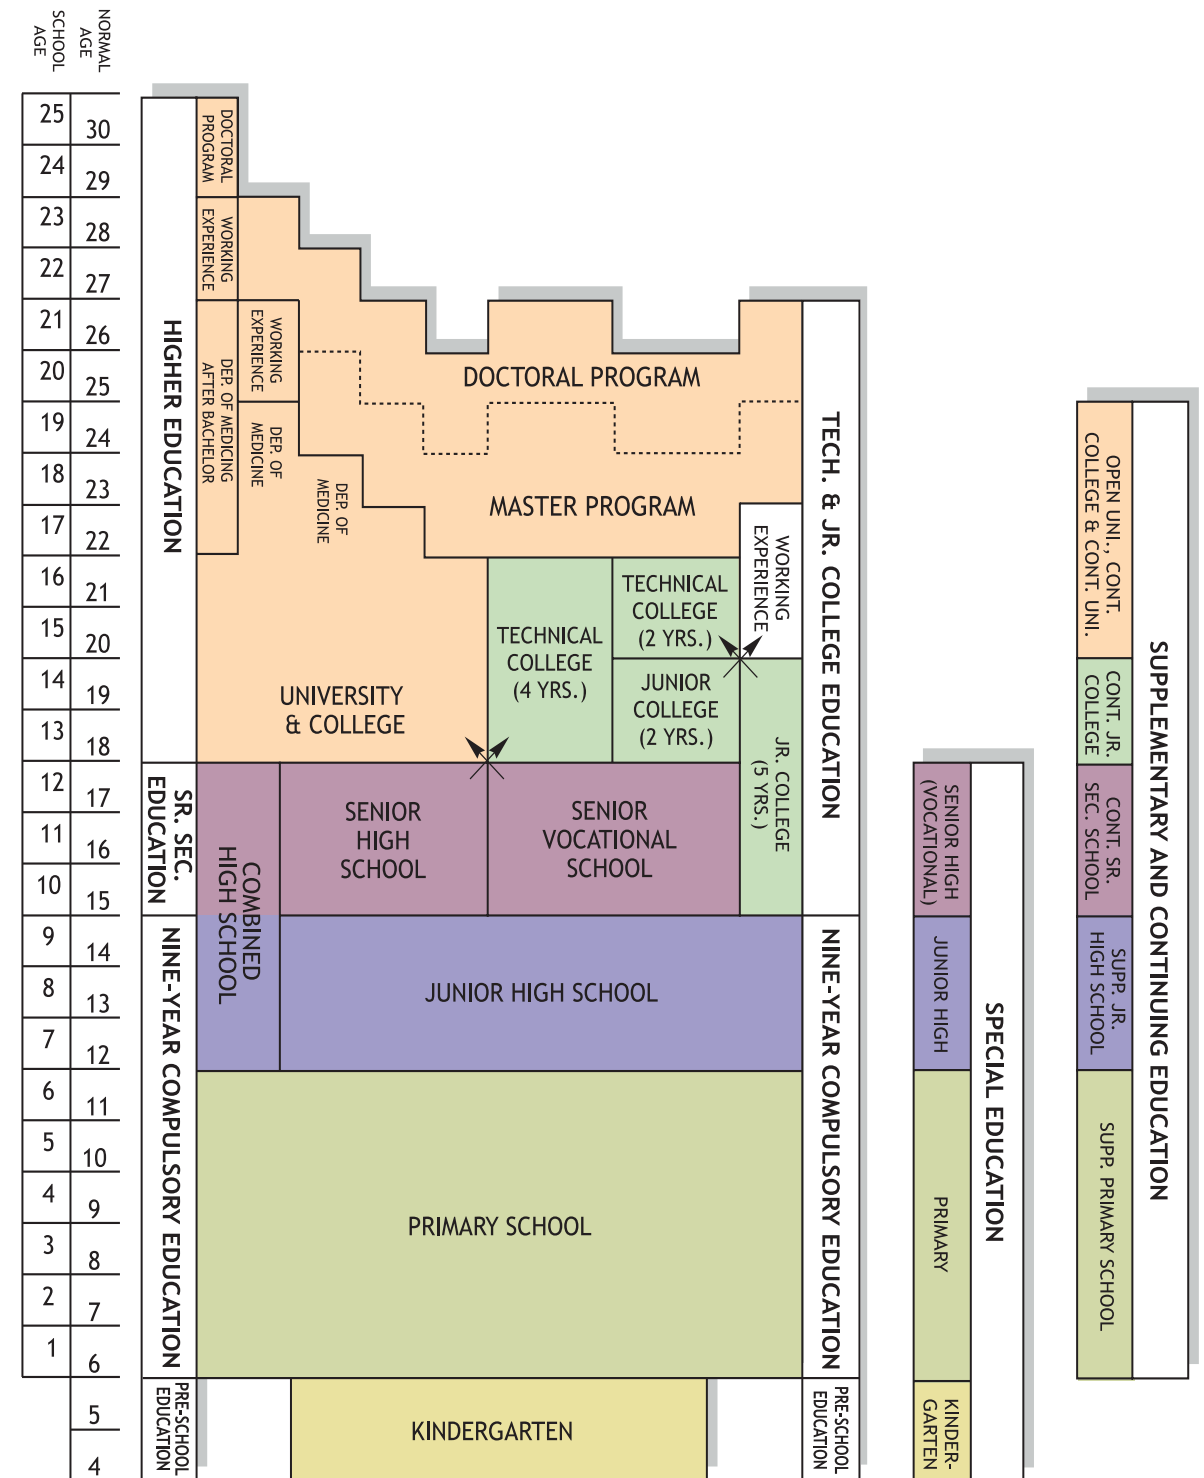 SCHOOL
AGE
NORMAL
AGE
25
30
24
29
23
28
22
27
21
26
20
25
19
24
18
23
17
22
16
21
15
20
14
19
13
18
12
17
11
16
10
15
9
14
8
13
7
12
6
11
5
10
4
9
3
8
2
7
1
6
5
4
HIGHER EDUCATION
SR. SEC.
EDUCATION
NINE-YEAR COMPULSORY EDUCATION
PRE-SCHOOL
EDUCATION
DOCTORAL
PROGRAM
WORKING
EXPERIENCE
DEP. OF MEDICING
AFTER BACHELOR
WORKING
EXPERIENCE
DEP. OF
MEDICINE
DEP. OF
MEDICINE
DOCTORAL PROGRAM
MASTER PROGRAM
UNIVERSITY
& COLLEGE
TECHNICAL
COLLEGE
(4 YRS.)
TECHNICAL
COLLEGE
(2 YRS.)
JUNIOR
COLLEGE
(2 YRS.)
WORKING
EXPERIENCE
JR. COLLEGE
(5 YRS.)
COMBINED
HIGH SCHOOL
SENIOR
HIGH
SCHOOL
SENIOR
VOCATIONAL
SCHOOL
JUNIOR HIGH SCHOOL
PRIMARY SCHOOL
KINDERGARTEN
TECH. & JR. COLLEGE EDUCATION
NINE-YEAR COMPULSORY EDUCATION
PRE-SCHOOL
EDUCATION
SENIOR HIGH
(VOCATIONAL)
JUNIOR HIGH
PRIMARY
KINDER-
GARTEN
SPECIAL EDUCATION
OPEN UNI., CONT.
COLLEGE & CONT. UNI.
CONT. JR.
COLLEGE
CONT. SR.
SEC. SCHOOL
SUPP. JR.
HIGH SCHOOL
SUPP. PRIMARY SCHOOL
SUPPLEMENTARY AND CONTINUING EDUCATION